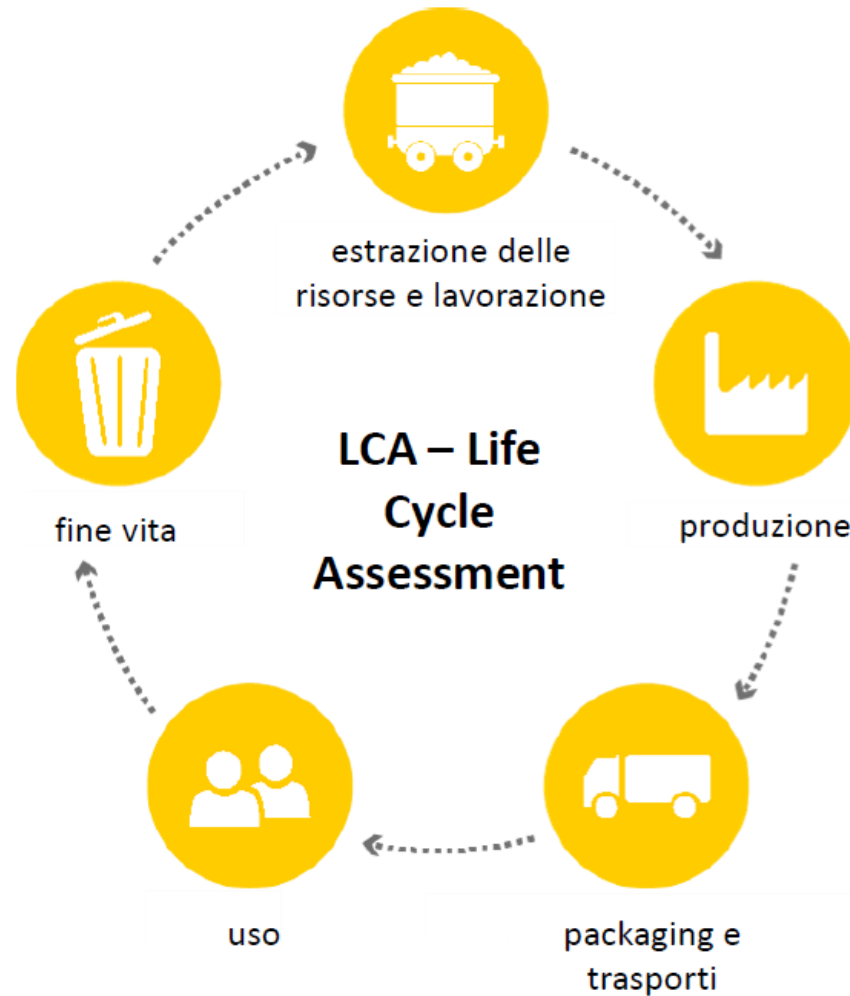 estrazione delle
risorse e lavorazione
LCA – Life
Cycle
Assessment
fine vita
produzione
uso
packaging e
trasporti